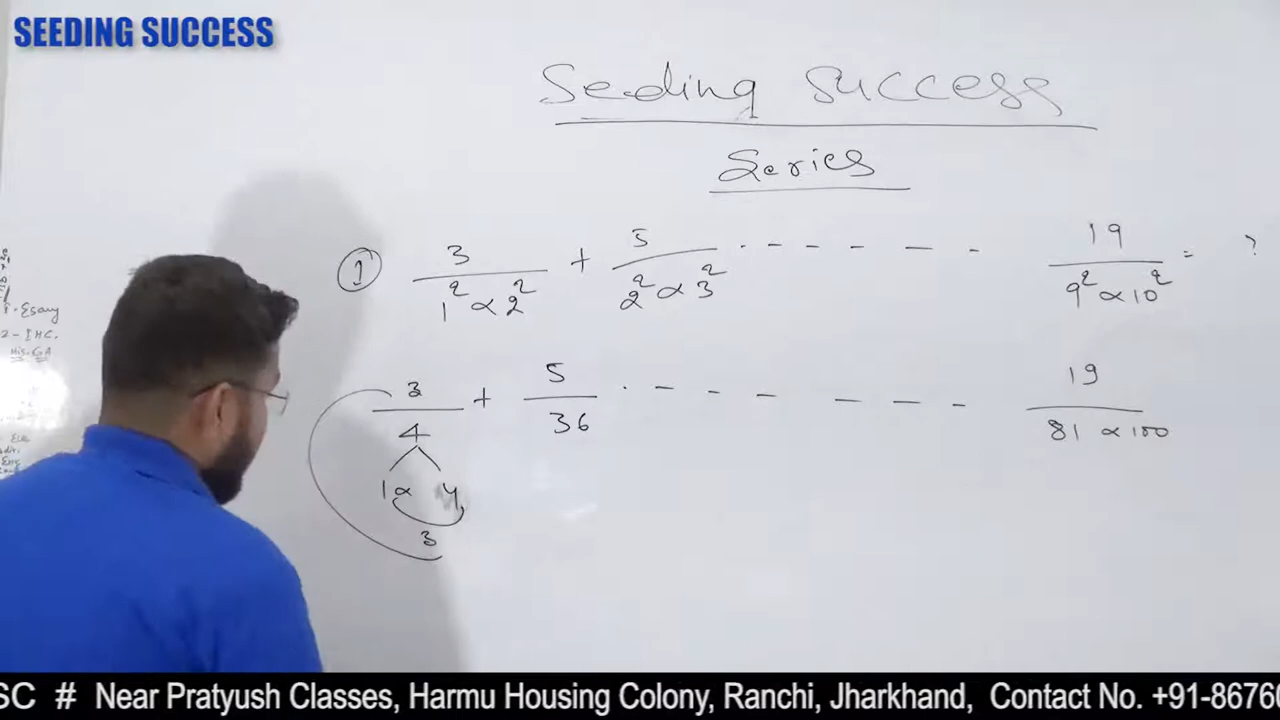 SEEDING SUCCESS
Seeding Success
Series
① 3/(1² × 2²) + 5/(2² × 3²) - - - - - - 19/(9² × 10²) = ?
3/4 + 5/36 - - - - - - - 19/(81 × 100)
1 × 4
3
Essay
SC # Near Pratyush Classes, Harmu Housing Colony, Ranchi, Jharkhand, Contact No. +91-8676